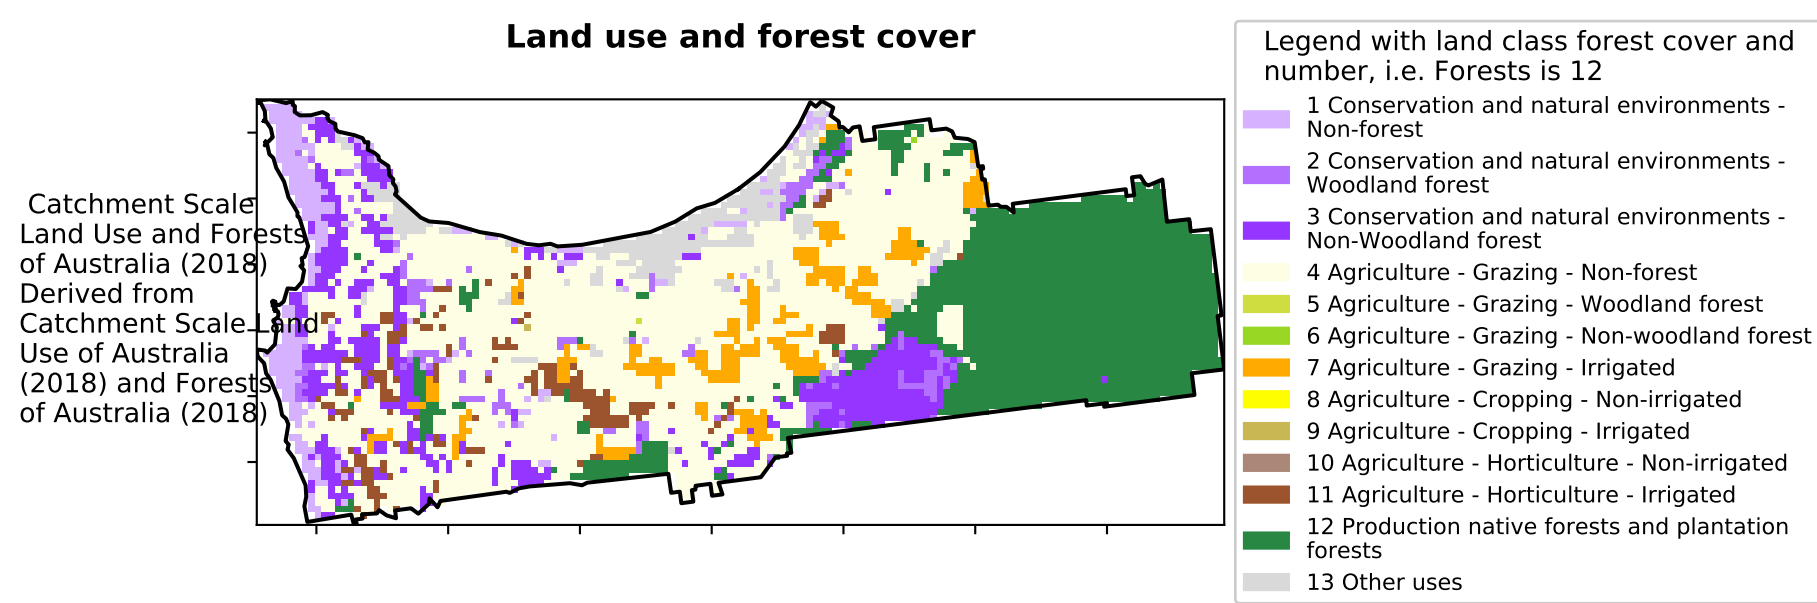 Land use and forest cover
Catchment Scale
Land Use and Forests
of Australia (2018)
Derived from
Catchment Scale Land
Use of Australia
(2018) and Forests
of Australia (2018)
Legend with land class forest cover and
number, i.e. Forests is 12
1 Conservation and natural environments -
Non-forest
2 Conservation and natural environments -
Woodland forest
3 Conservation and natural environments -
Non-Woodland forest
4 Agriculture - Grazing - Non-forest
5 Agriculture - Grazing - Woodland forest
6 Agriculture - Grazing - Non-woodland forest
7 Agriculture - Grazing - Irrigated
8 Agriculture - Cropping - Non-irrigated
9 Agriculture - Cropping - Irrigated
10 Agriculture - Horticulture - Non-irrigated
11 Agriculture - Horticulture - Irrigated
12 Production native forests and plantation
forests
13 Other uses